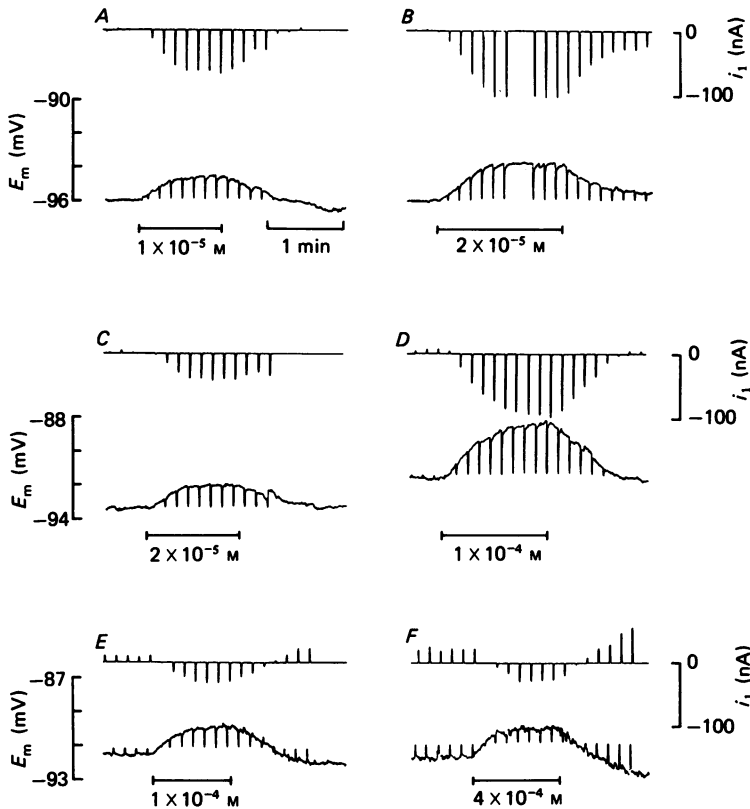 A
B
0
i₁ (nA)
−100
−90
Eₘ (mV)
−96
1 × 10⁻⁵ M
1 min
2 × 10⁻⁵ M
C
D
0
i₁ (nA)
−100
−88
Eₘ (mV)
−94
2 × 10⁻⁵ M
1 × 10⁻⁴ M
E
F
−87
0
i₁ (nA)
−100
Eₘ (mV)
−93
1 × 10⁻⁴ M
4 × 10⁻⁴ M